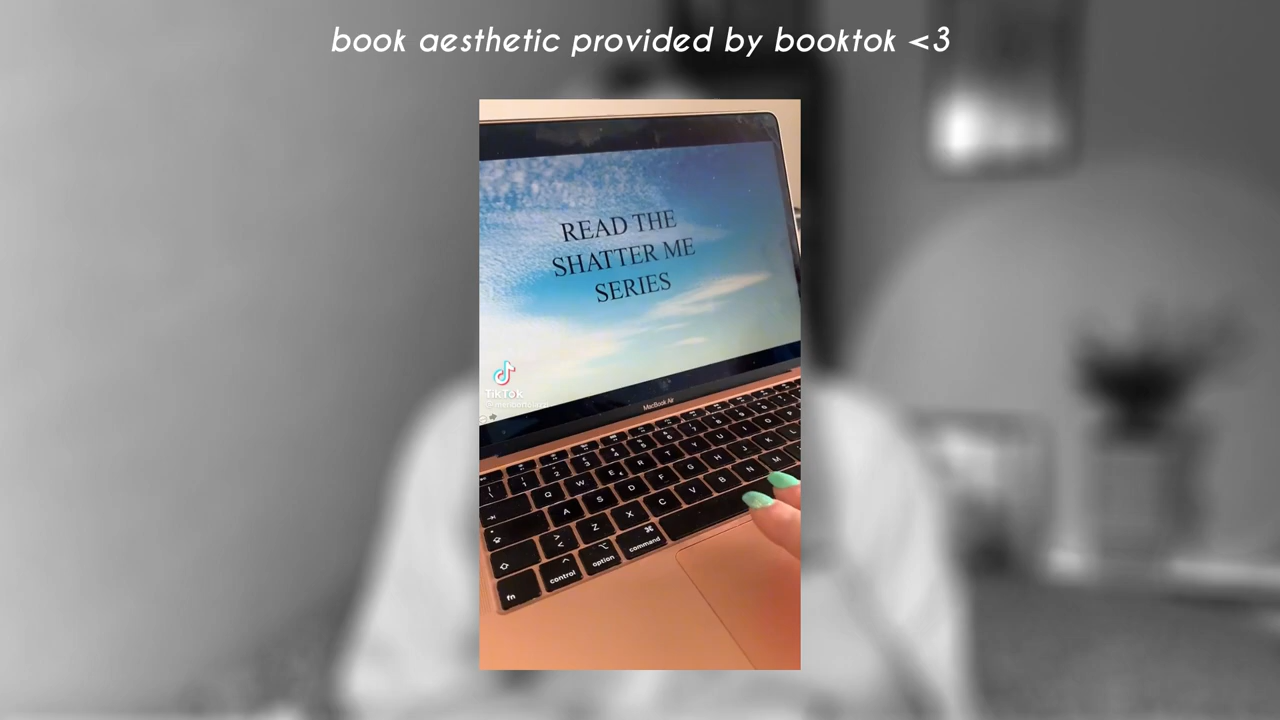 book aesthetic provided by booktok <3
READ THE
SHATTER ME
SERIES
TikTok
MacBook Air
Q W E R T Y U I O P
A S D F G H J K L
Z X C V B N M
fn
control
option
command